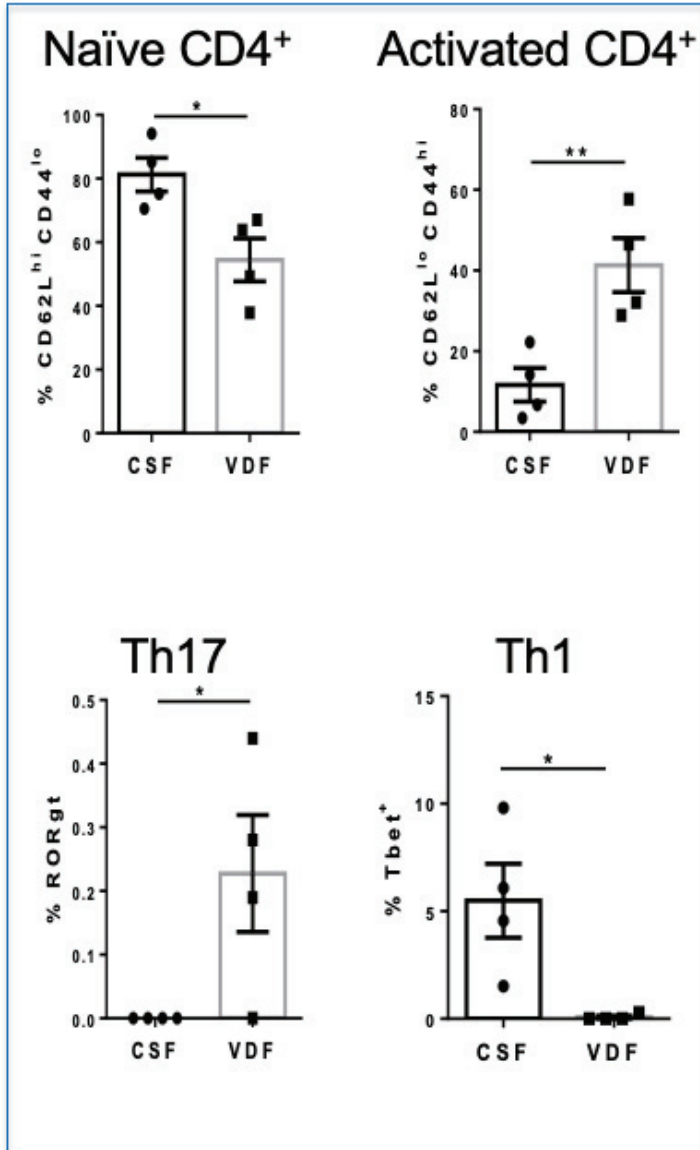 Naïve CD4+
Activated CD4+
% CD62Lhi CD44lo
100
80
60
40
20
0
*
CSF
VDF
% CD62Llo CD44hi
80
60
40
20
0
**
CSF
VDF
Th17
Th1
% RORgt
0.5
0.4
0.3
0.2
0.1
0.0
*
CSF
VDF
% Tbet+
15
10
5
0
*
CSF
VDF